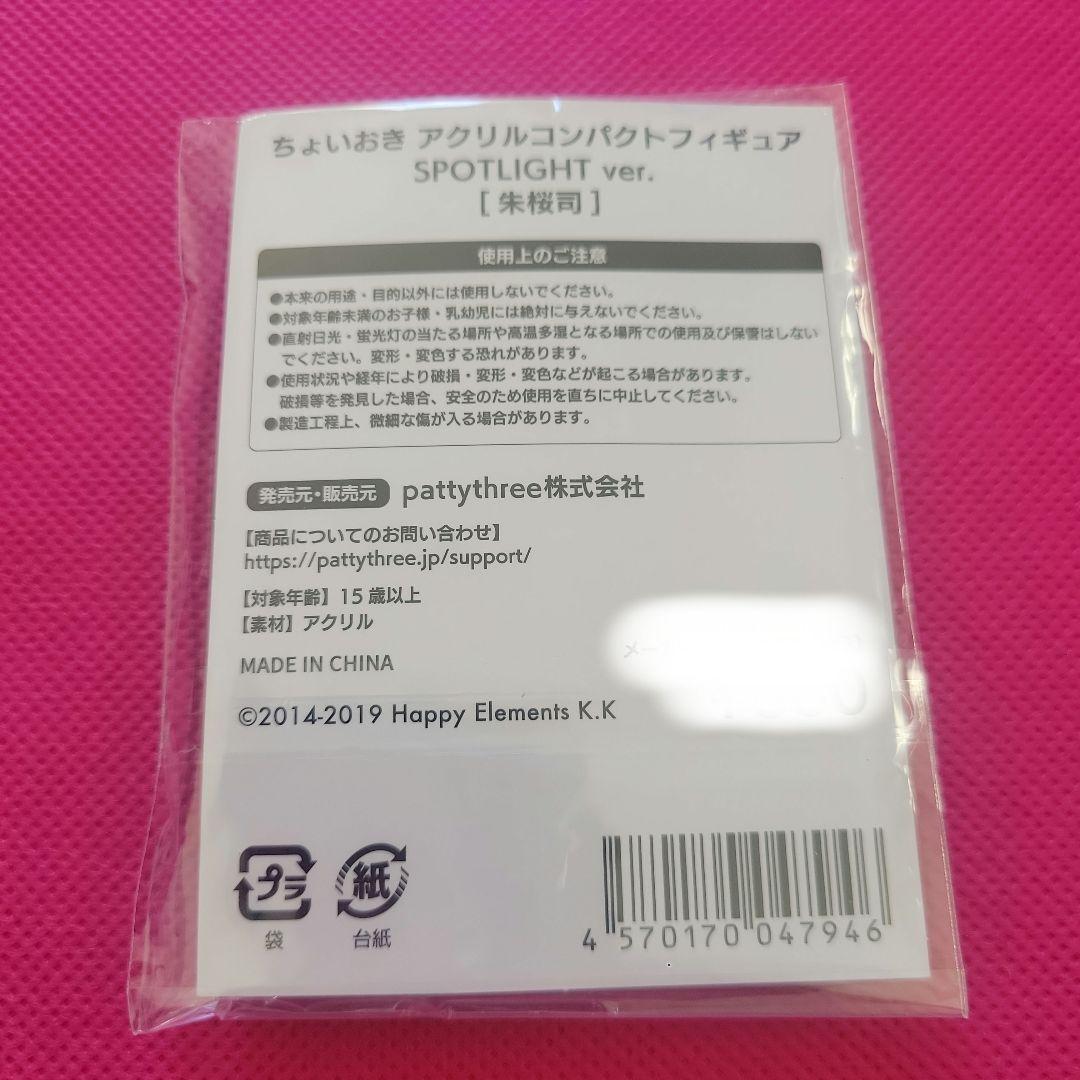 ちょいおき アクリルコンパクトフィギュア
SPOTLIGHT ver.
[ 朱桜司 ]
使用上のご注意
●本来の用途・目的以外には使用しないでください。
●対象年齢未満のお子様・乳幼児には絶対に与えないでください。
●直射日光・蛍光灯の当たる場所や高温多湿となる場所での使用及び保管はしない
でください。変形・変色する恐れがあります。
●使用状況や経年により破損・変形・変色などが起こる場合があります。
破損等を発見した場合、安全のため使用を直ちに中止してください。
●製造工程上、微細な傷が入る場合があります。
発売元・販売元 pattythree株式会社
【商品についてのお問い合わせ】
https://pattythree.jp/support/
【対象年齢】15歳以上
【素材】アクリル
MADE IN CHINA
©2014-2019 Happy Elements K.K
プラ
袋
紙
台紙
4 570170 047946